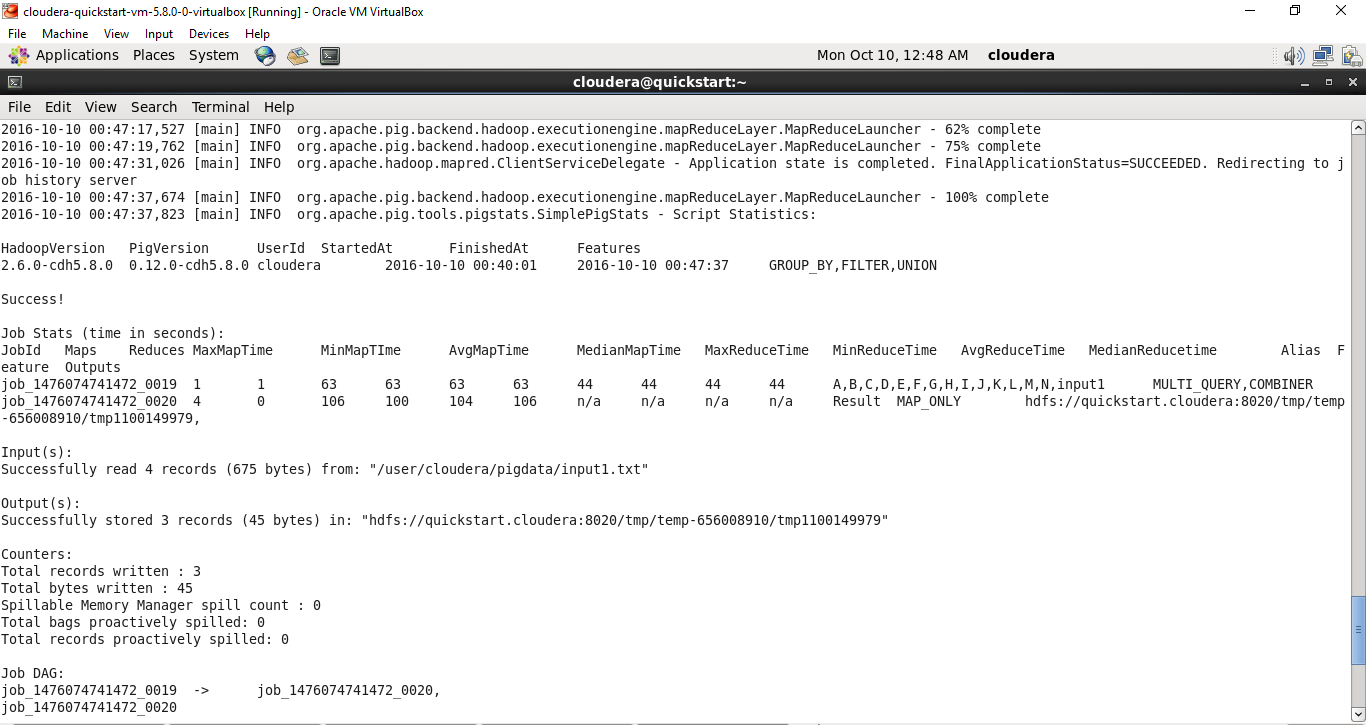 cloudera-quickstart-vm-5.8.0-0-virtualbox [Running] - Oracle VM VirtualBox
File Machine View Input Devices Help
Applications Places System Mon Oct 10, 12:48 AM cloudera
cloudera@quickstart:~
File Edit View Search Terminal Help
2016-10-10 00:47:17,527 [main] INFO  org.apache.pig.backend.hadoop.executionengine.mapReduceLayer.MapReduceLauncher - 62% complete
2016-10-10 00:47:19,762 [main] INFO  org.apache.pig.backend.hadoop.executionengine.mapReduceLayer.MapReduceLauncher - 75% complete
2016-10-10 00:47:31,026 [main] INFO  org.apache.hadoop.mapred.ClientServiceDelegate - Application state is completed. FinalApplicationStatus=SUCCEEDED. Redirecting to j
ob history server
2016-10-10 00:47:37,674 [main] INFO  org.apache.pig.backend.hadoop.executionengine.mapReduceLayer.MapReduceLauncher - 100% complete
2016-10-10 00:47:37,823 [main] INFO  org.apache.pig.tools.pigstats.SimplePigStats - Script Statistics:
HadoopVersion PigVersion UserId StartedAt FinishedAt Features
2.6.0-cdh5.8.0 0.12.0-cdh5.8.0 cloudera 2016-10-10 00:40:01 2016-10-10 00:47:37 GROUP_BY,FILTER,UNION
Success!
Job Stats (time in seconds):
JobId Maps Reduces MaxMapTime MinMapTIme AvgMapTime MedianMapTime MaxReduceTime MinReduceTime AvgReduceTime MedianReducetime Alias F
eature Outputs
job_1476074741472_0019 1 1 63 63 63 63 44 44 44 44 A,B,C,D,E,F,G,H,I,J,K,L,M,N,input1 MULTI_QUERY,COMBINER
job_1476074741472_0020 4 0 106 100 104 106 n/a n/a n/a n/a Result MAP_ONLY hdfs://quickstart.cloudera:8020/tmp/temp
-656008910/tmp1100149979,
Input(s):
Successfully read 4 records (675 bytes) from: "/user/cloudera/pigdata/input1.txt"
Output(s):
Successfully stored 3 records (45 bytes) in: "hdfs://quickstart.cloudera:8020/tmp/temp-656008910/tmp1100149979"
Counters:
Total records written : 3
Total bytes written : 45
Spillable Memory Manager spill count : 0
Total bags proactively spilled: 0
Total records proactively spilled: 0
Job DAG:
job_1476074741472_0019 -> job_1476074741472_0020,
job_1476074741472_0020